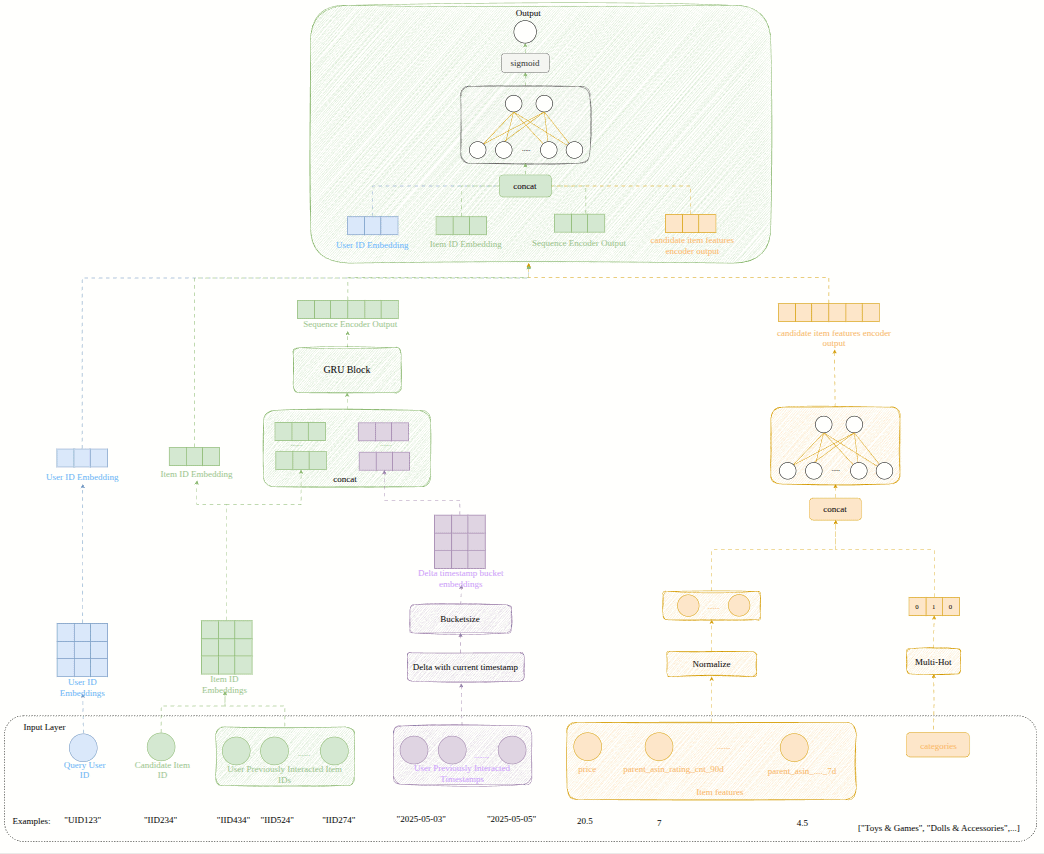 Output
sigmoid
.....
concat
User ID Embedding
Item ID Embedding
Sequence Encoder Output
candidate item features
encoder output
Sequence Encoder Output
candidate item features encoder
output
GRU Block
.....
concat
User ID Embedding
Item ID Embedding
concat
Delta timestamp bucket
embeddings
Bucketsize
0 1 0
Delta with current timestamp
Normalize
Multi-Hot
User ID
Embeddings
Item ID
Embeddings
Input Layer
Query User
ID
Candidate Item
ID
User Previously Interacted Item
IDs
User Previously Interacted
Timestamps
price
parent_asin_rating_cnt_90d
parent_asin_..._7d
Item features
categories
Examples:
"UID123"
"IID234"
"IID434"
"IID524"
"IID274"
"2025-05-03"
"2025-05-05"
20.5
7
4.5
["Toys & Games", "Dolls & Accessories",...]